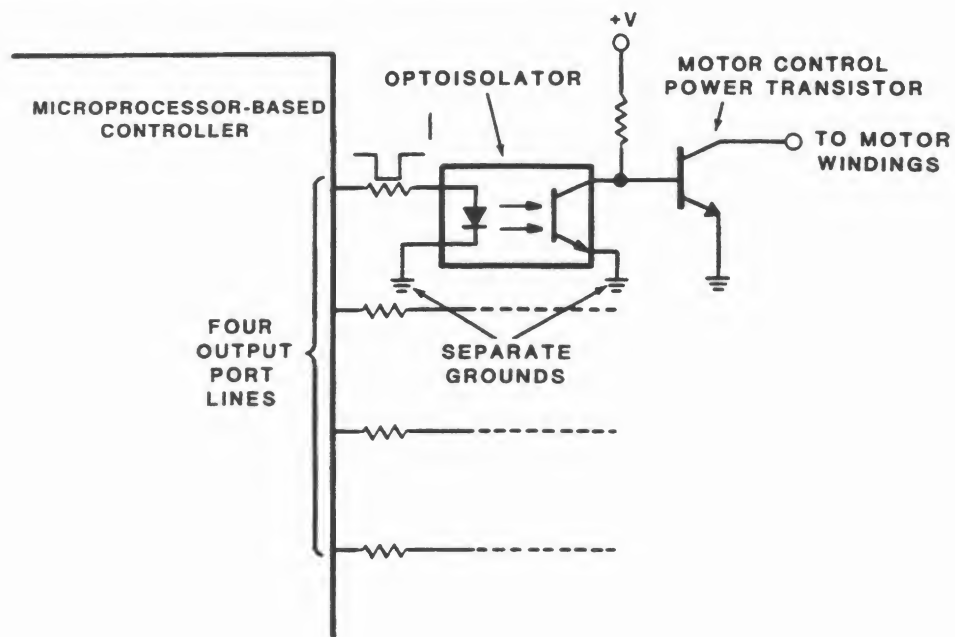 +V
OPTOISOLATOR
MOTOR CONTROL
POWER TRANSISTOR
MICROPROCESSOR-BASED
CONTROLLER
TO MOTOR
WINDINGS
FOUR
OUTPUT
PORT
LINES
SEPARATE
GROUNDS